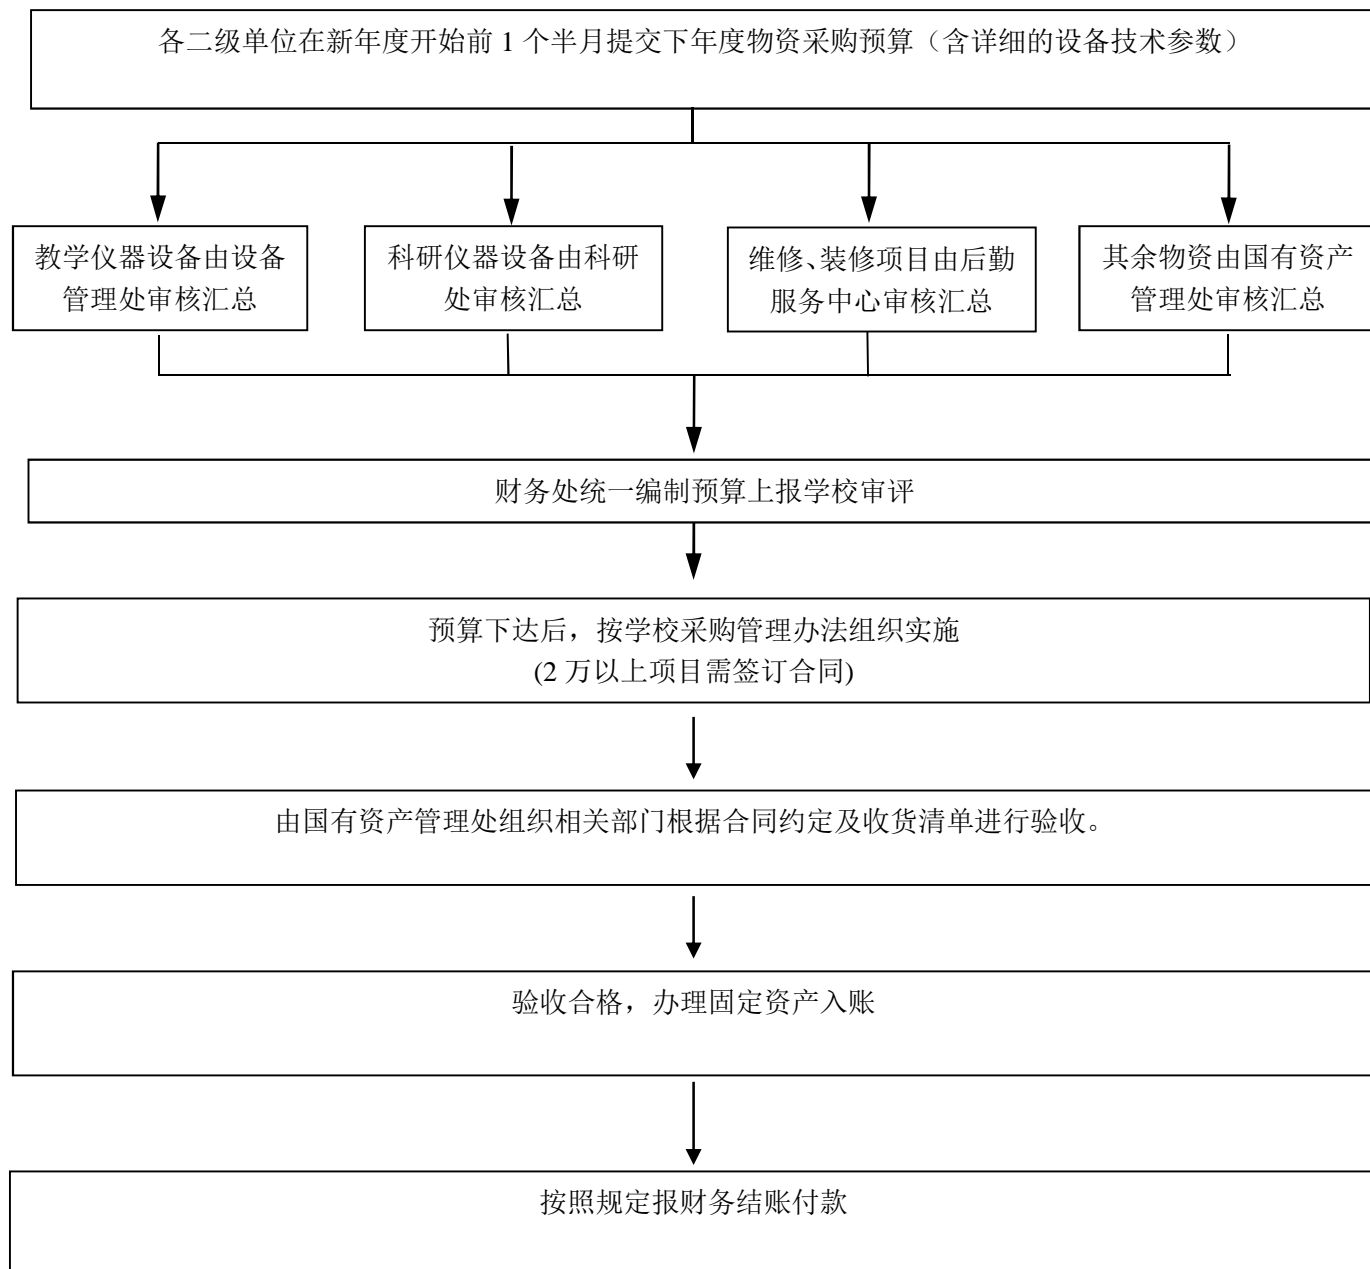 各二级单位在新年度开始前 1 个半月提交下年度物资采购预算（含详细的设备技术参数）
教学仪器设备由设备
管理处审核汇总
科研仪器设备由科研
处审核汇总
维修、装修项目由后勤
服务中心审核汇总
其余物资由国有资产
管理处审核汇总
财务处统一编制预算上报学校审评
预算下达后，按学校采购管理办法组织实施
(2 万以上项目需签订合同)
由国有资产管理处组织相关部门根据合同约定及收货清单进行验收。
验收合格，办理固定资产入账
按照规定报财务结账付款